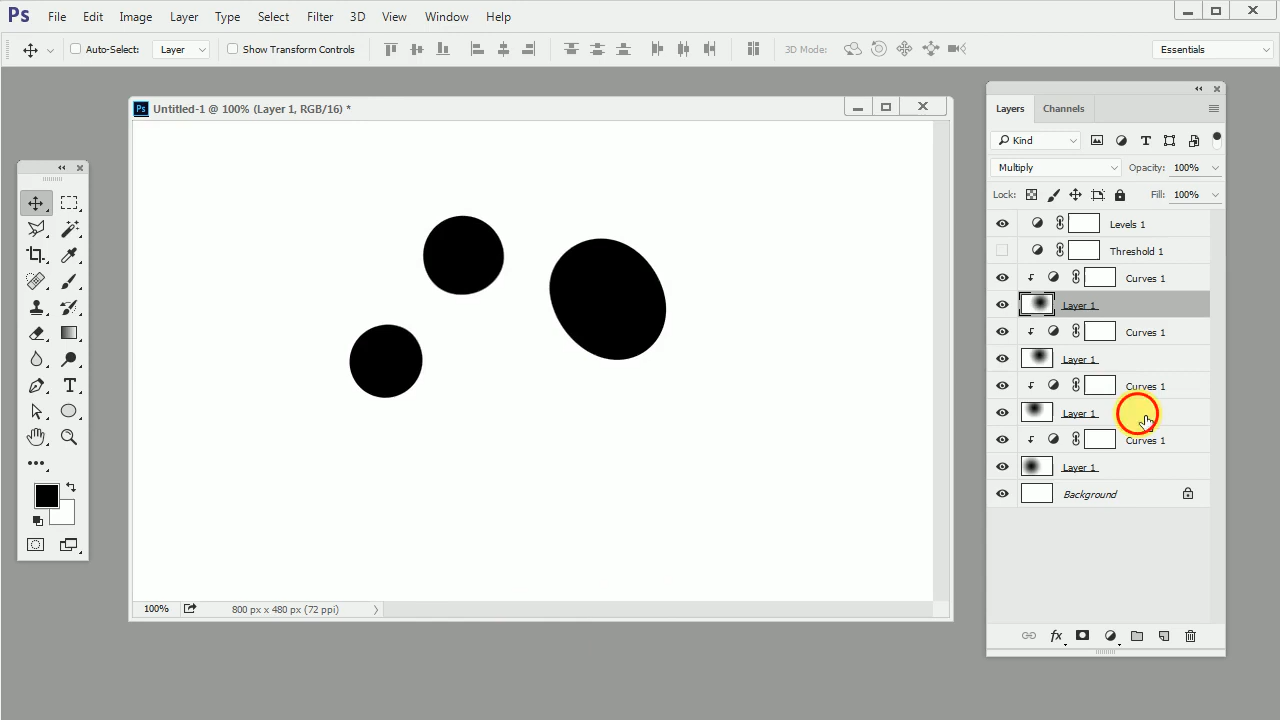 Ps File Edit Image Layer Type Select Filter 3D View Window Help
Auto-Select: Layer Show Transform Controls 3D Mode: Essentials
Untitled-1 @ 100% (Layer 1, RGB/16) *
Layers Channels
Kind
Multiply Opacity: 100%
Lock: Fill: 100%
Levels 1
Threshold 1
Curves 1
Layer 1
Curves 1
Layer 1
Curves 1
Layer 1
Curves 1
Layer 1
Background
100% 800 px x 480 px (72 ppi)
fx